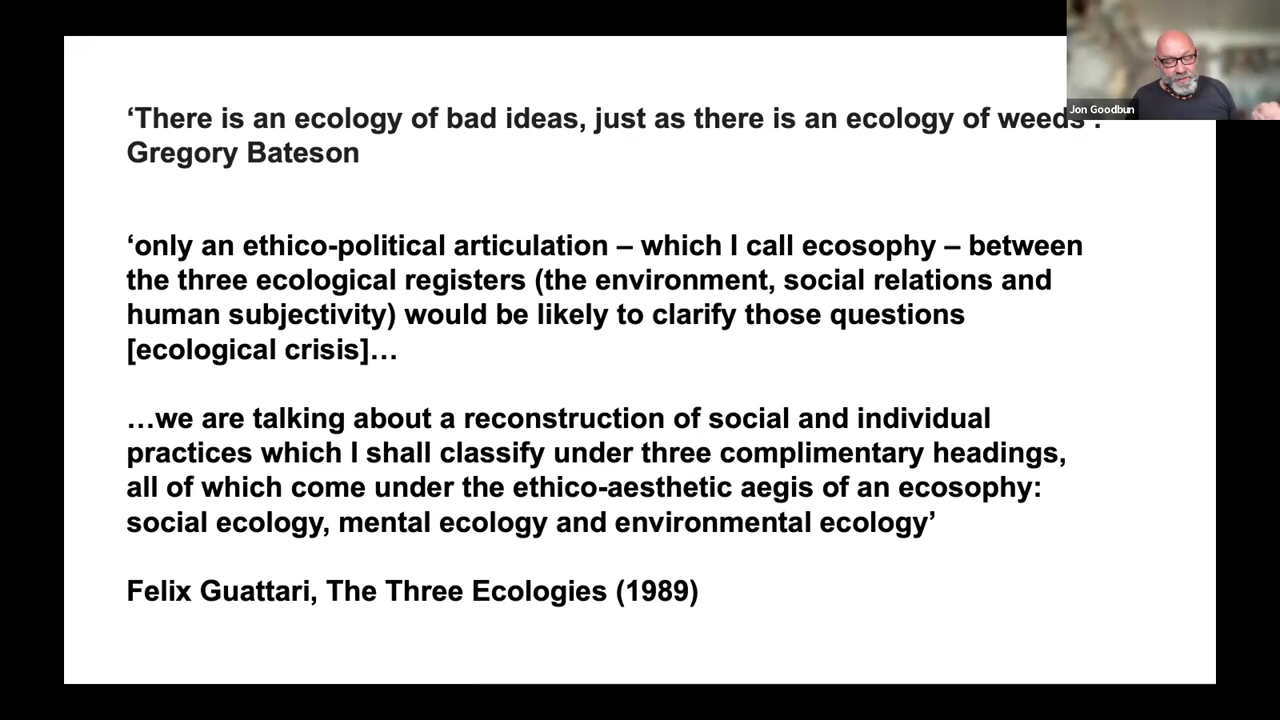 ‘There is an ecology of bad ideas, just as there is an ecology of weeds’.
Gregory Bateson
‘only an ethico-political articulation – which I call ecosophy – between
the three ecological registers (the environment, social relations and
human subjectivity) would be likely to clarify those questions
[ecological crisis]…
…we are talking about a reconstruction of social and individual
practices which I shall classify under three complimentary headings,
all of which come under the ethico-aesthetic aegis of an ecosophy:
social ecology, mental ecology and environmental ecology’
Felix Guattari, The Three Ecologies (1989)
Jon Goodbun